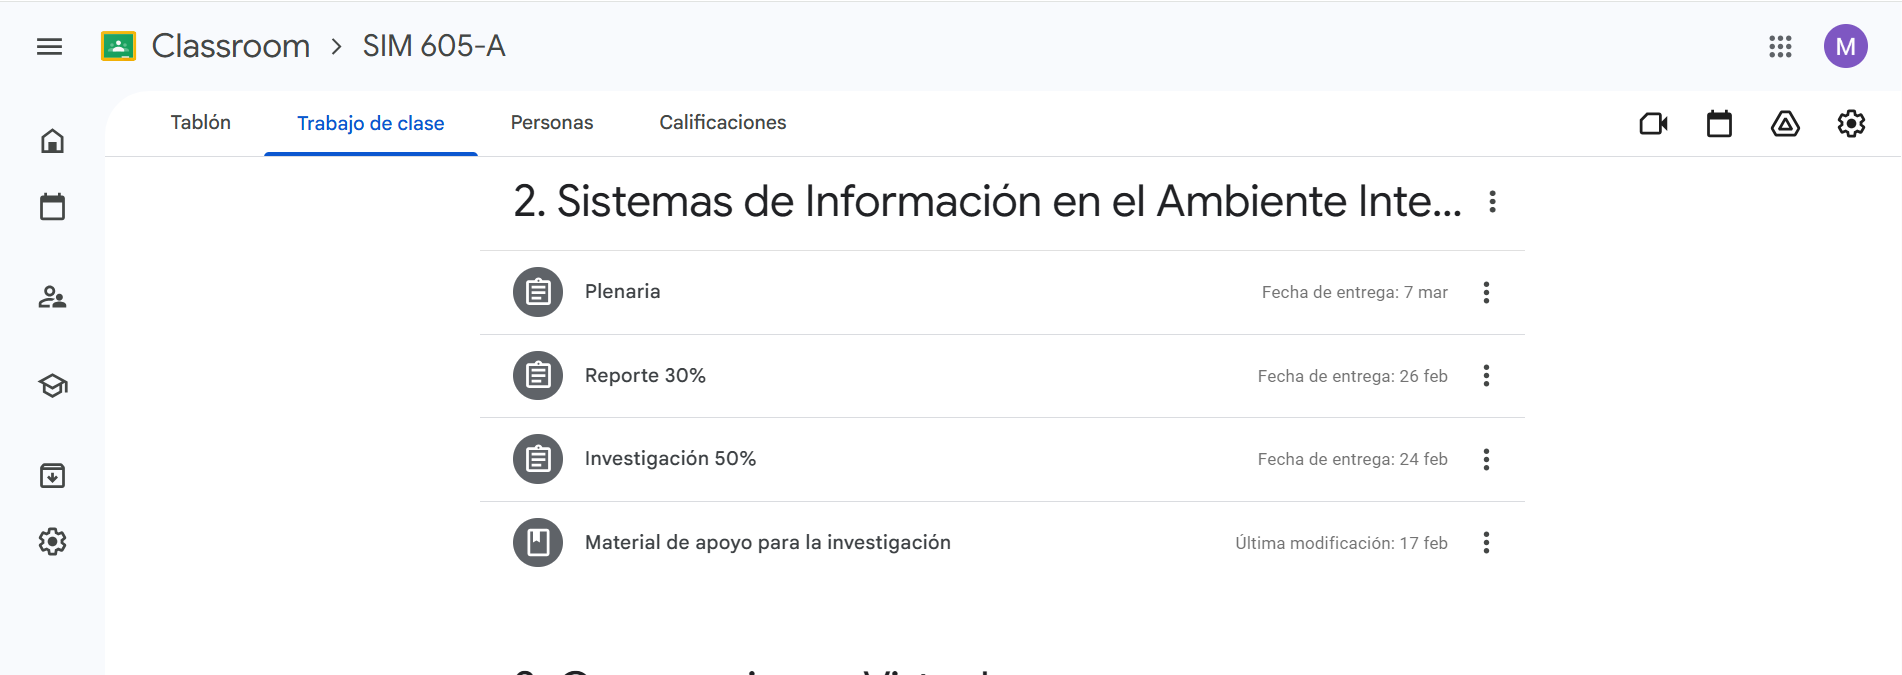 Classroom > SIM 605-A
M
Tablón
Trabajo de clase
Personas
Calificaciones
2. Sistemas de Información en el Ambiente Inte...
Plenaria
Fecha de entrega: 7 mar
Reporte 30%
Fecha de entrega: 26 feb
Investigación 50%
Fecha de entrega: 24 feb
Material de apoyo para la investigación
Última modificación: 17 feb